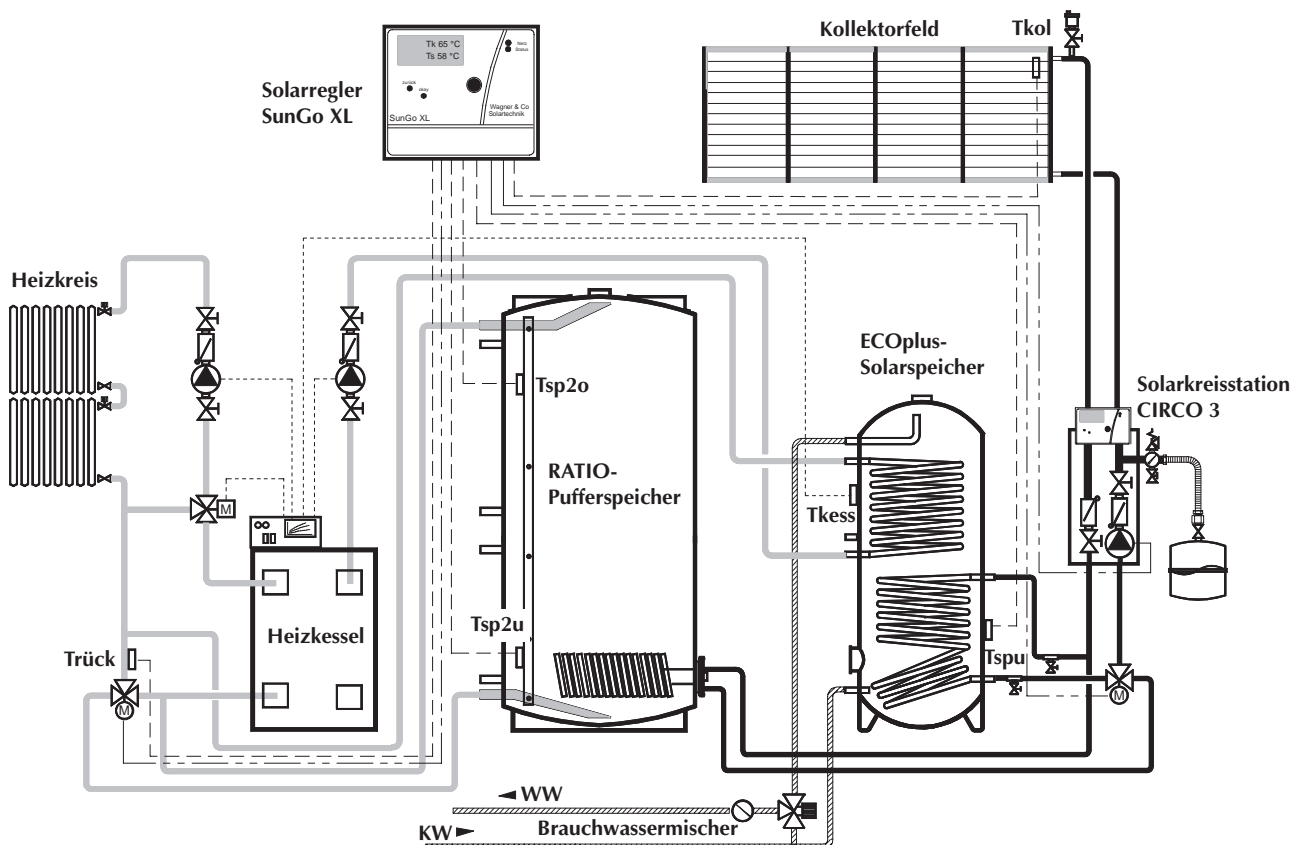 Tk 65 °C
Ts 58 °C
Netz
Status
zurück
okay
Wagner & Co
Solartechnik
SunGo XL
Solarregler
SunGo XL
Kollektorfeld
Tkol
Heizkreis
ECOplus-
Solarspeicher
Solarkreisstation
CIRCO 3
Tsp2o
RATIO-
Pufferspeicher
Tkess
M
Tsp2u
Heizkessel
Trück
Tspu
M
M
WW
Brauchwassermischer
KW